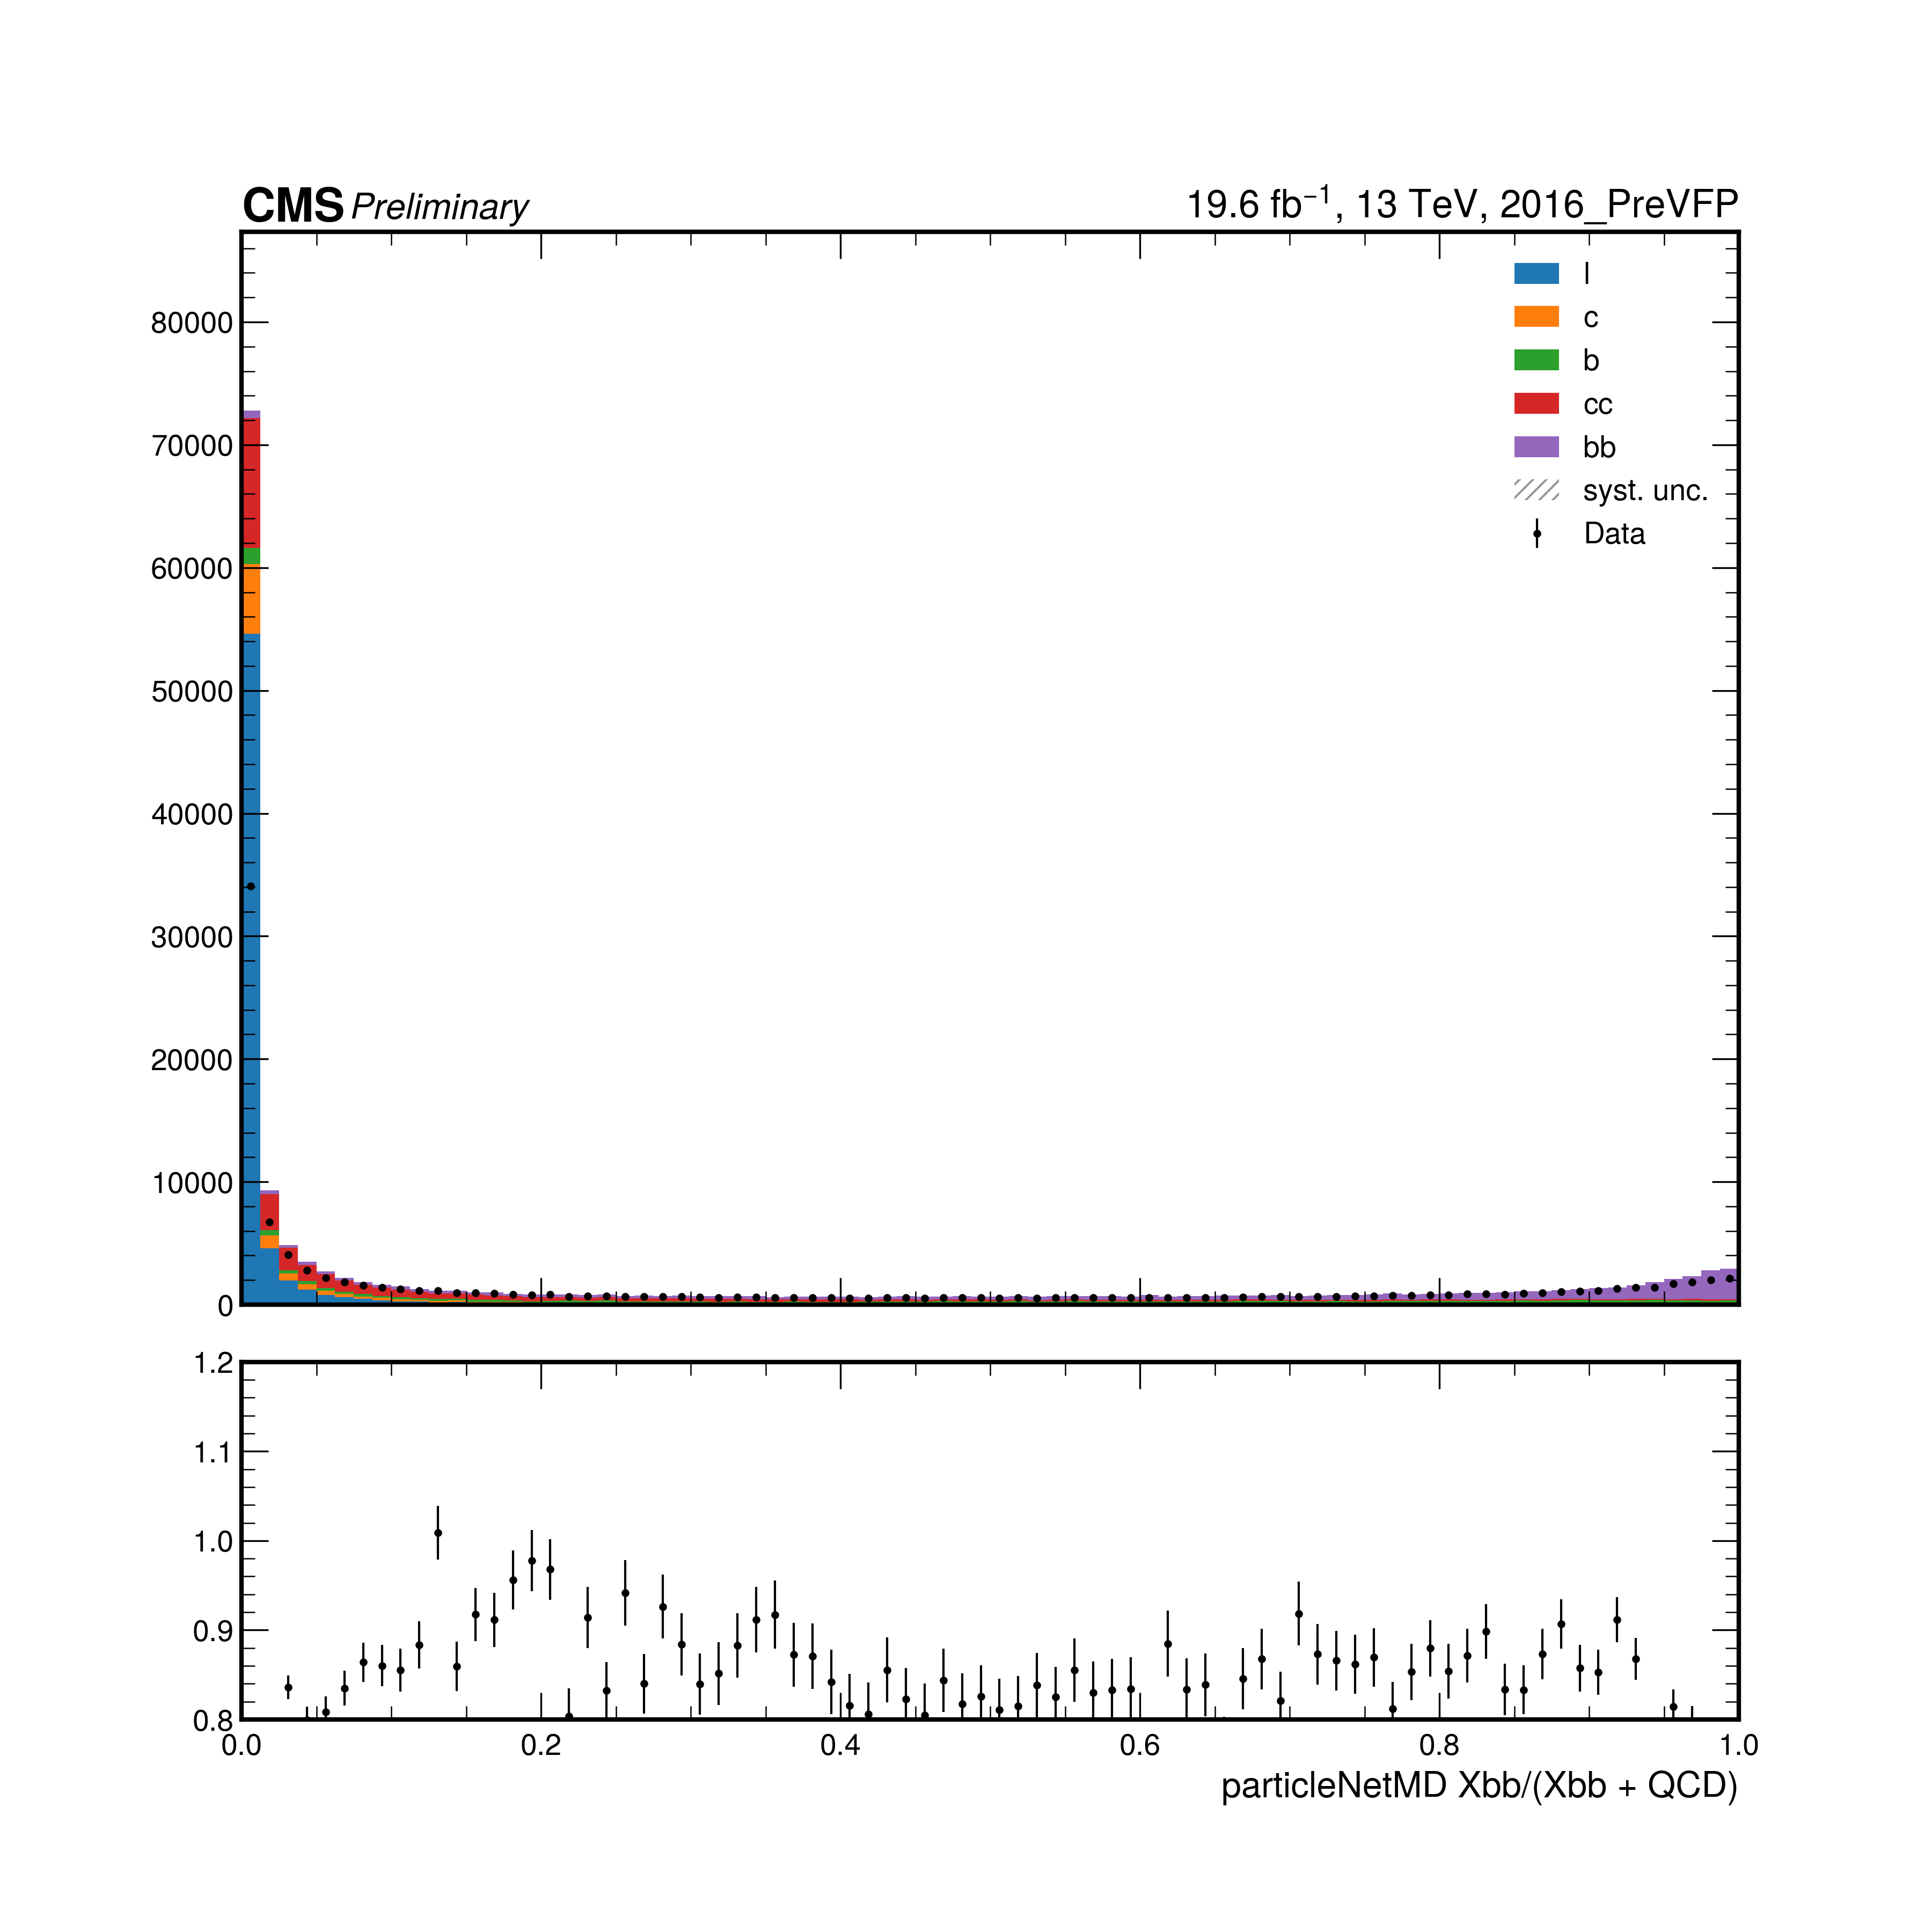 CMS Preliminary
19.6 fb⁻¹, 13 TeV, 2016_PreVFP
l
c
b
cc
bb
syst. unc.
Data
80000
70000
60000
50000
40000
30000
20000
10000
0
1.2
1.1
1.0
0.9
0.8
0.0 0.2 0.4 0.6 0.8 1.0
particleNetMD Xbb/(Xbb + QCD)